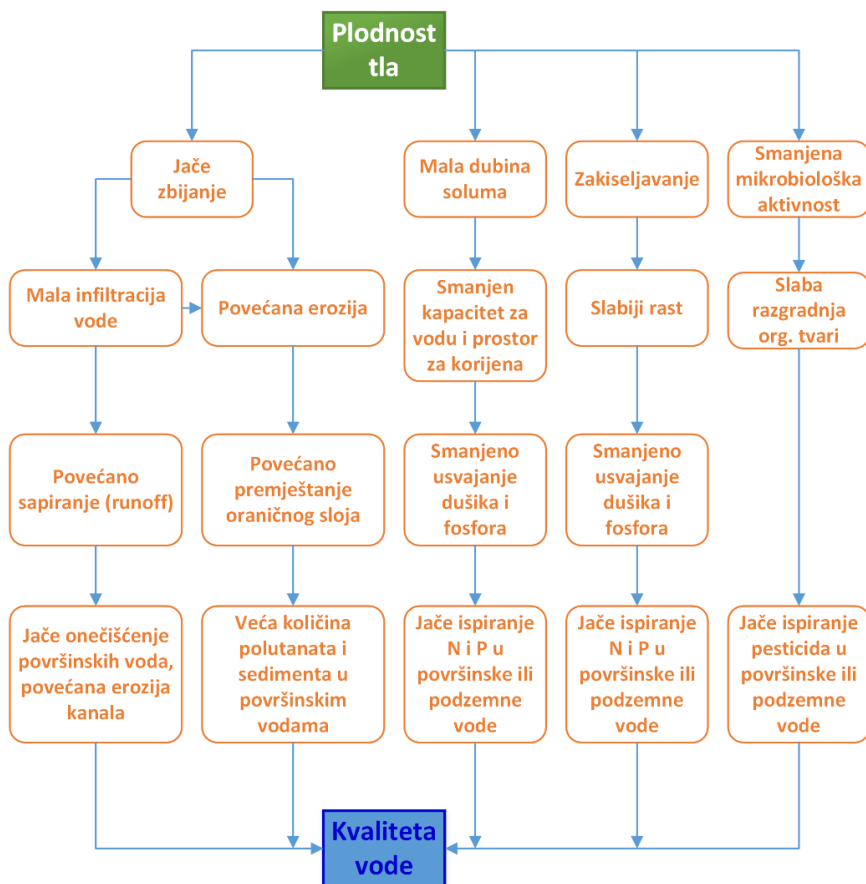 Plodnost
tla
Jače
zbijanje
Mala dubina
soluma
Zakiseljavanje
Smanjena
mikrobiološka
aktivnost
Mala infiltracija
vode
Povećana erozija
Smanjen
kapacitet za
vodu i prostor
za korijena
Slabiji rast
Slaba
razgradnja
org. tvari
Povećano
sapiranje (runoff)
Povećano
premještanje
oraničnog sloja
Smanjeno
usvajanje
dušika i
fosfora
Smanjeno
usvajanje
dušika i
fosfora
Jače onečišćenje
površinskih voda,
povećana erozija
kanala
Veća količina
polutanata i
sedimenta u
površinskim
vodama
Jače ispiranje
N i P u
površinske ili
podzemne
vode
Jače ispiranje
N i P u
površinske ili
podzemne
vode
Jače ispiranje
pesticida u
površinske ili
podzemne
vode
Kvaliteta
vode